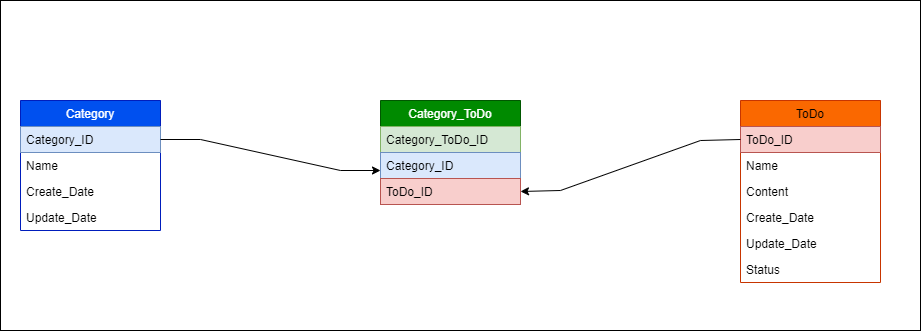 Category
Category_ID
Name
Create_Date
Update_Date
Category_ToDo
Category_ToDo_ID
Category_ID
ToDo_ID
ToDo
ToDo_ID
Name
Content
Create_Date
Update_Date
Status